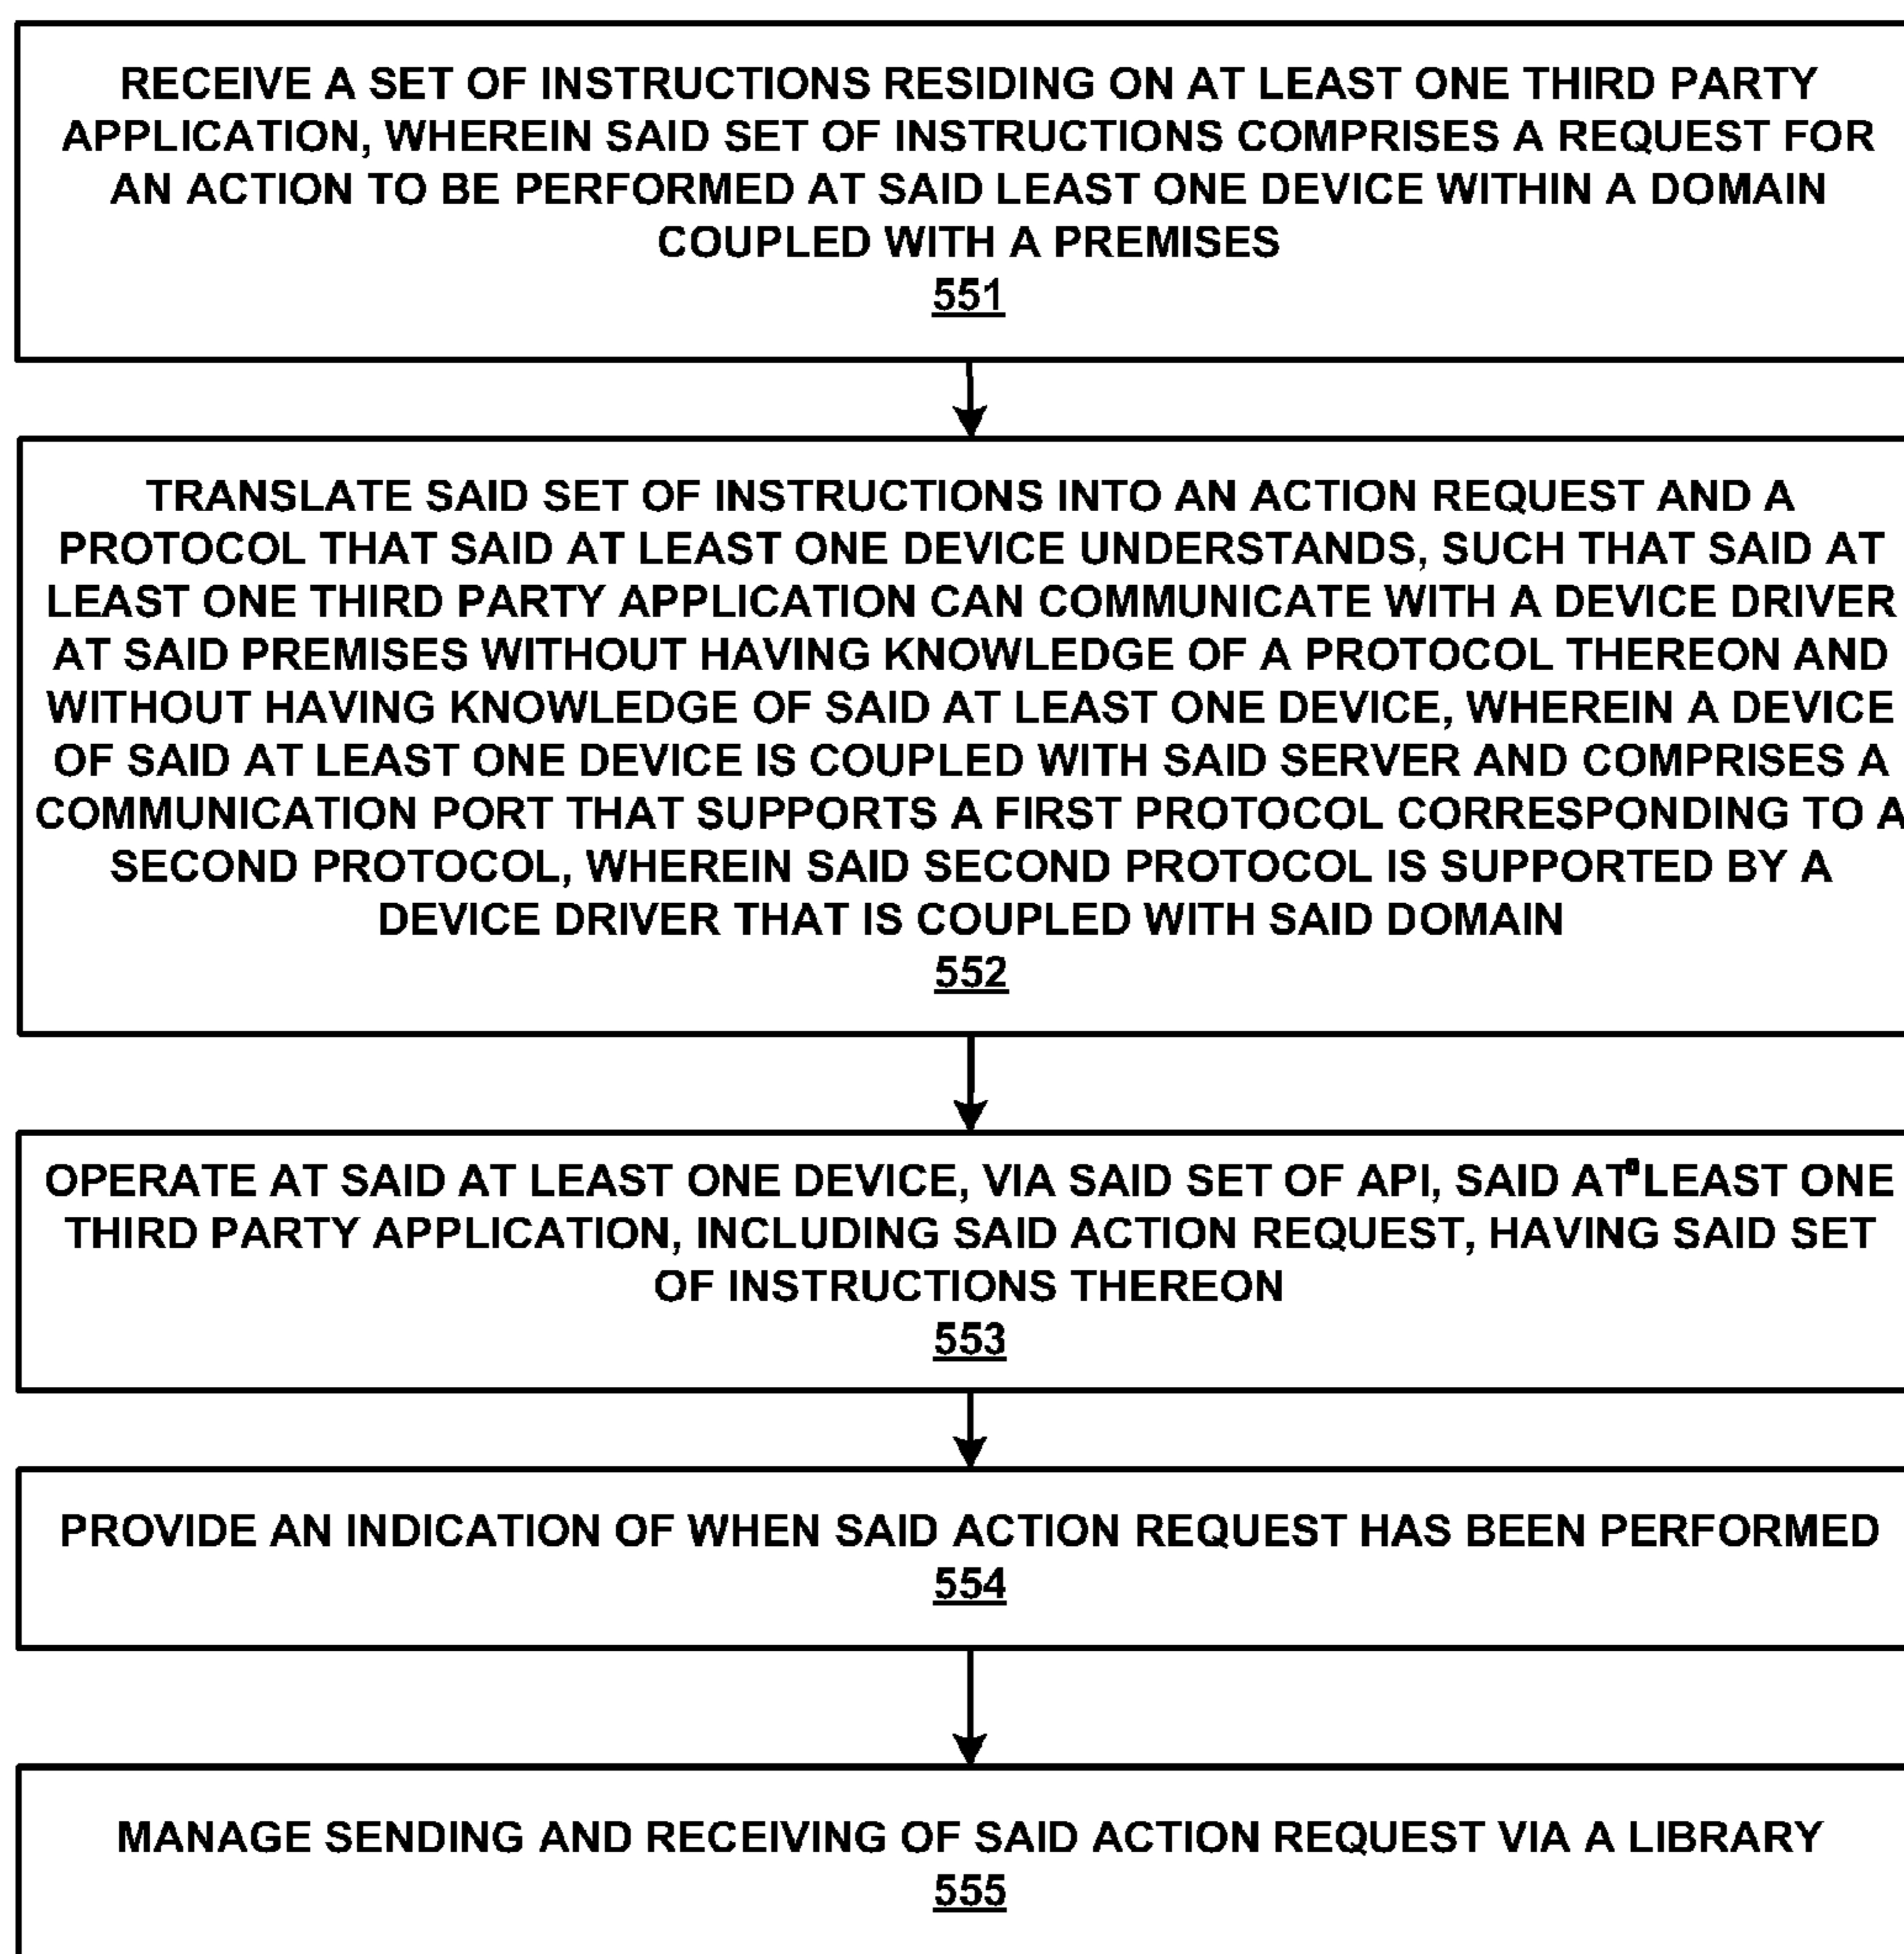 RECEIVE A SET OF INSTRUCTIONS RESIDING ON AT LEAST ONE THIRD PARTY
APPLICATION, WHEREIN SAID SET OF INSTRUCTIONS COMPRISES A REQUEST FOR
AN ACTION TO BE PERFORMED AT SAID LEAST ONE DEVICE WITHIN A DOMAIN
COUPLED WITH A PREMISES
551
TRANSLATE SAID SET OF INSTRUCTIONS INTO AN ACTION REQUEST AND A
PROTOCOL THAT SAID AT LEAST ONE DEVICE UNDERSTANDS, SUCH THAT SAID AT
LEAST ONE THIRD PARTY APPLICATION CAN COMMUNICATE WITH A DEVICE DRIVER
AT SAID PREMISES WITHOUT HAVING KNOWLEDGE OF A PROTOCOL THEREON AND
WITHOUT HAVING KNOWLEDGE OF SAID AT LEAST ONE DEVICE, WHEREIN A DEVICE
OF SAID AT LEAST ONE DEVICE IS COUPLED WITH SAID SERVER AND COMPRISES A
COMMUNICATION PORT THAT SUPPORTS A FIRST PROTOCOL CORRESPONDING TO A
SECOND PROTOCOL, WHEREIN SAID SECOND PROTOCOL IS SUPPORTED BY A
DEVICE DRIVER THAT IS COUPLED WITH SAID DOMAIN
552
OPERATE AT SAID AT LEAST ONE DEVICE, VIA SAID SET OF API, SAID AT LEAST ONE
THIRD PARTY APPLICATION, INCLUDING SAID ACTION REQUEST, HAVING SAID SET
OF INSTRUCTIONS THEREON
553
PROVIDE AN INDICATION OF WHEN SAID ACTION REQUEST HAS BEEN PERFORMED
554
MANAGE SENDING AND RECEIVING OF SAID ACTION REQUEST VIA A LIBRARY
555